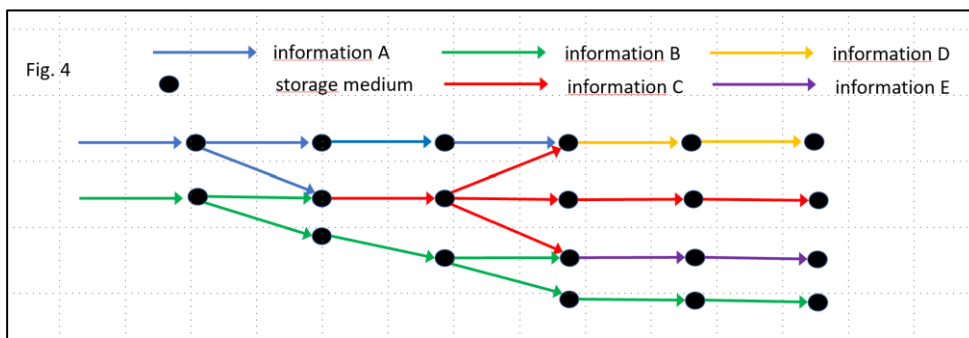 information A information B information D
Fig. 4
storage medium information C information E